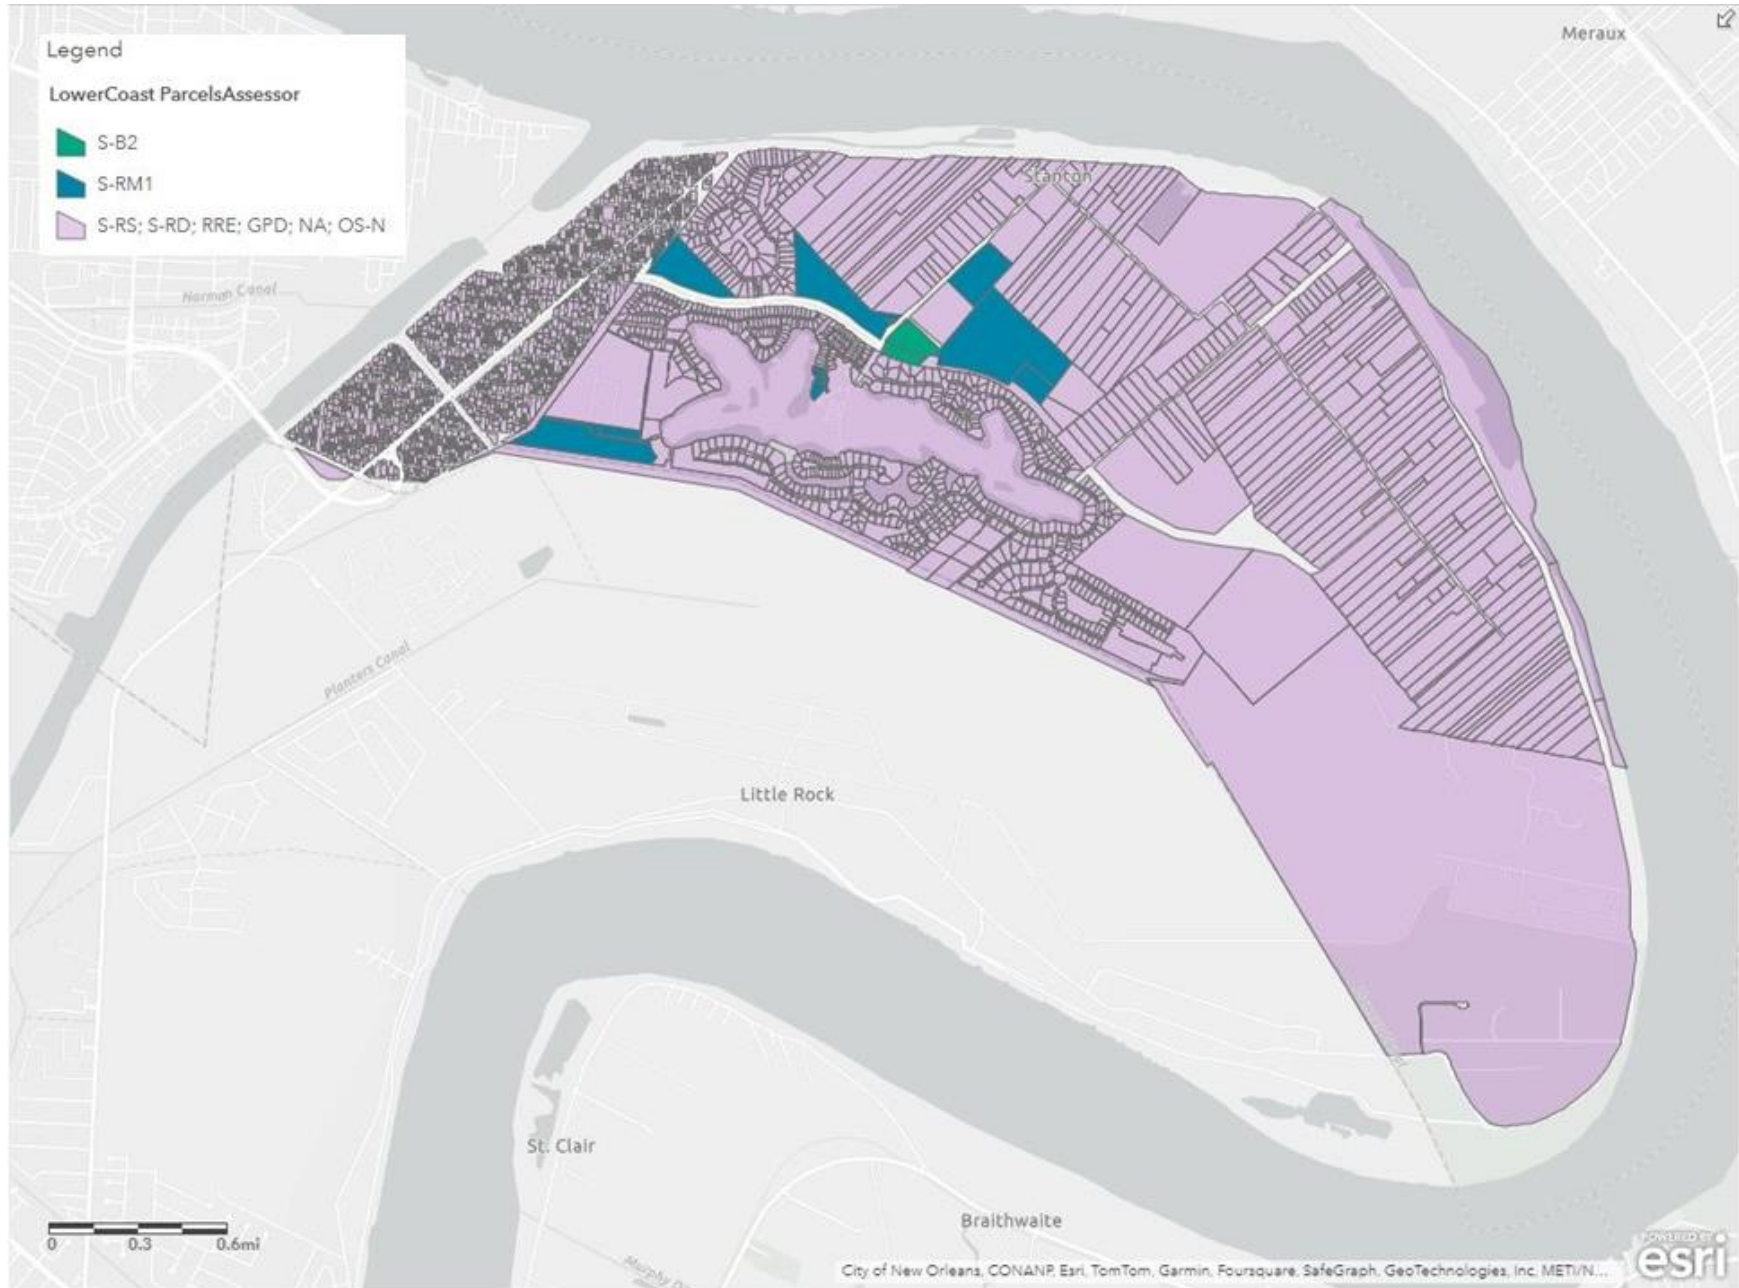 Legend
LowerCoast ParcelsAssessor
S-B2
S-RM1
S-RS; S-RD; RRE; GPD; NA; OS-N
Meraux
Stanton
Norman Canal
Planters Canal
Little Rock
St. Clair
Braithwaite
0 0.3 0.6mi
City of New Orleans, CONANP, Esri, TomTom, Garmin, Foursquare, SafeGraph, GeoTechnologies, Inc, METI/N...
POWERED BY
esri